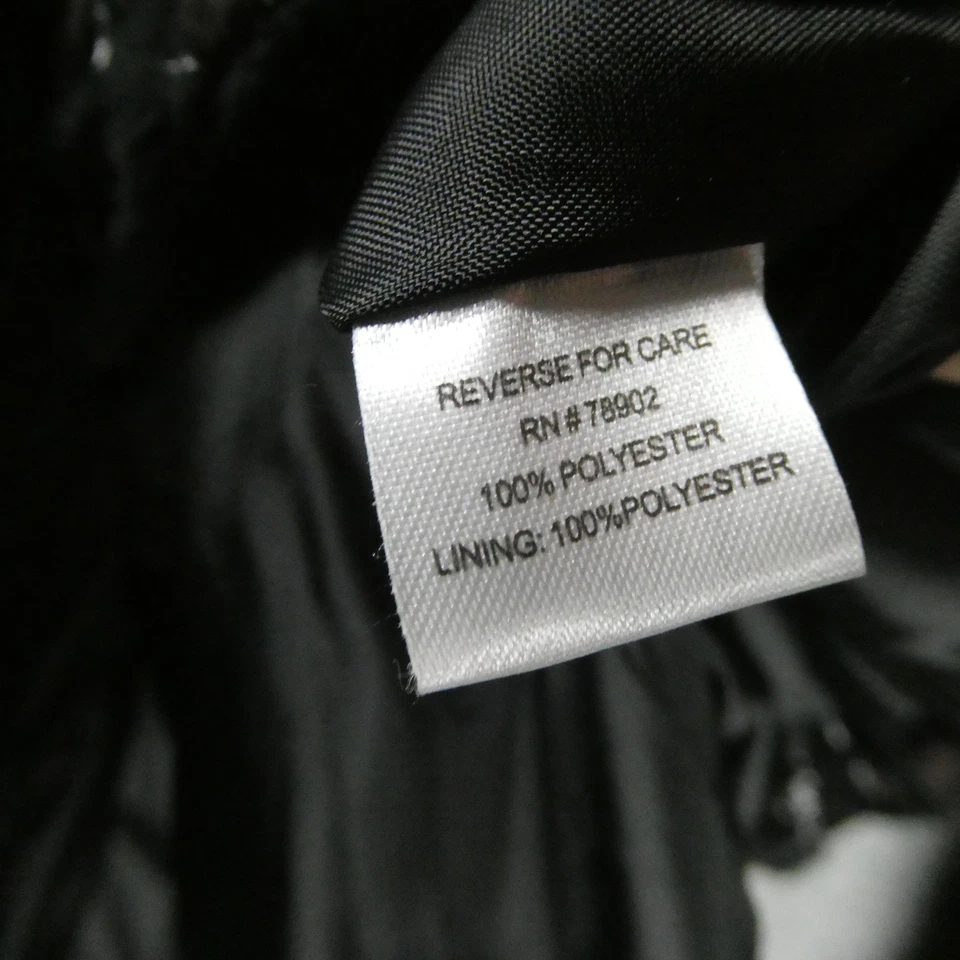 REVERSE FOR CARE
RN # 78902
100% POLYESTER
LINING: 100%POLYESTER